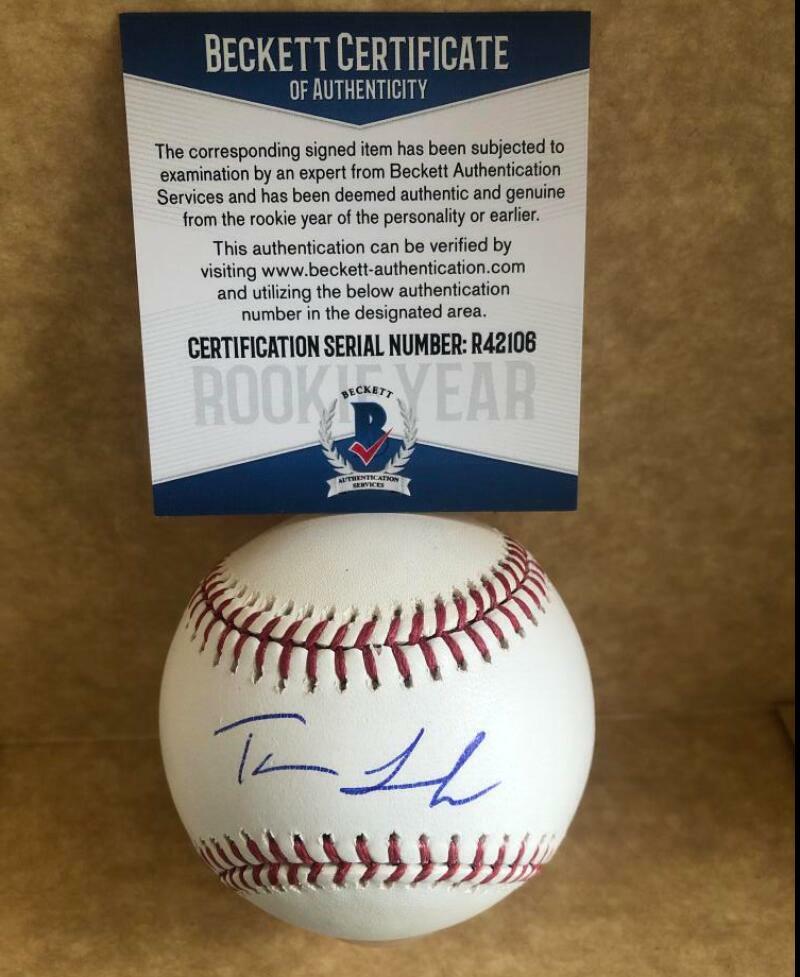 BECKETT CERTIFICATE
OF AUTHENTICITY
The corresponding signed item has been subjected to
examination by an expert from Beckett Authentication
Services and has been deemed authentic and genuine
from the rookie year of the personality or earlier.
This authentication can be verified by
visiting www.beckett-authentication.com
and utilizing the below authentication
number in the designated area.
CERTIFICATION SERIAL NUMBER: R42106
ROOKIE YEAR
BECKETT
B
AUTHENTICATION
SERVICES